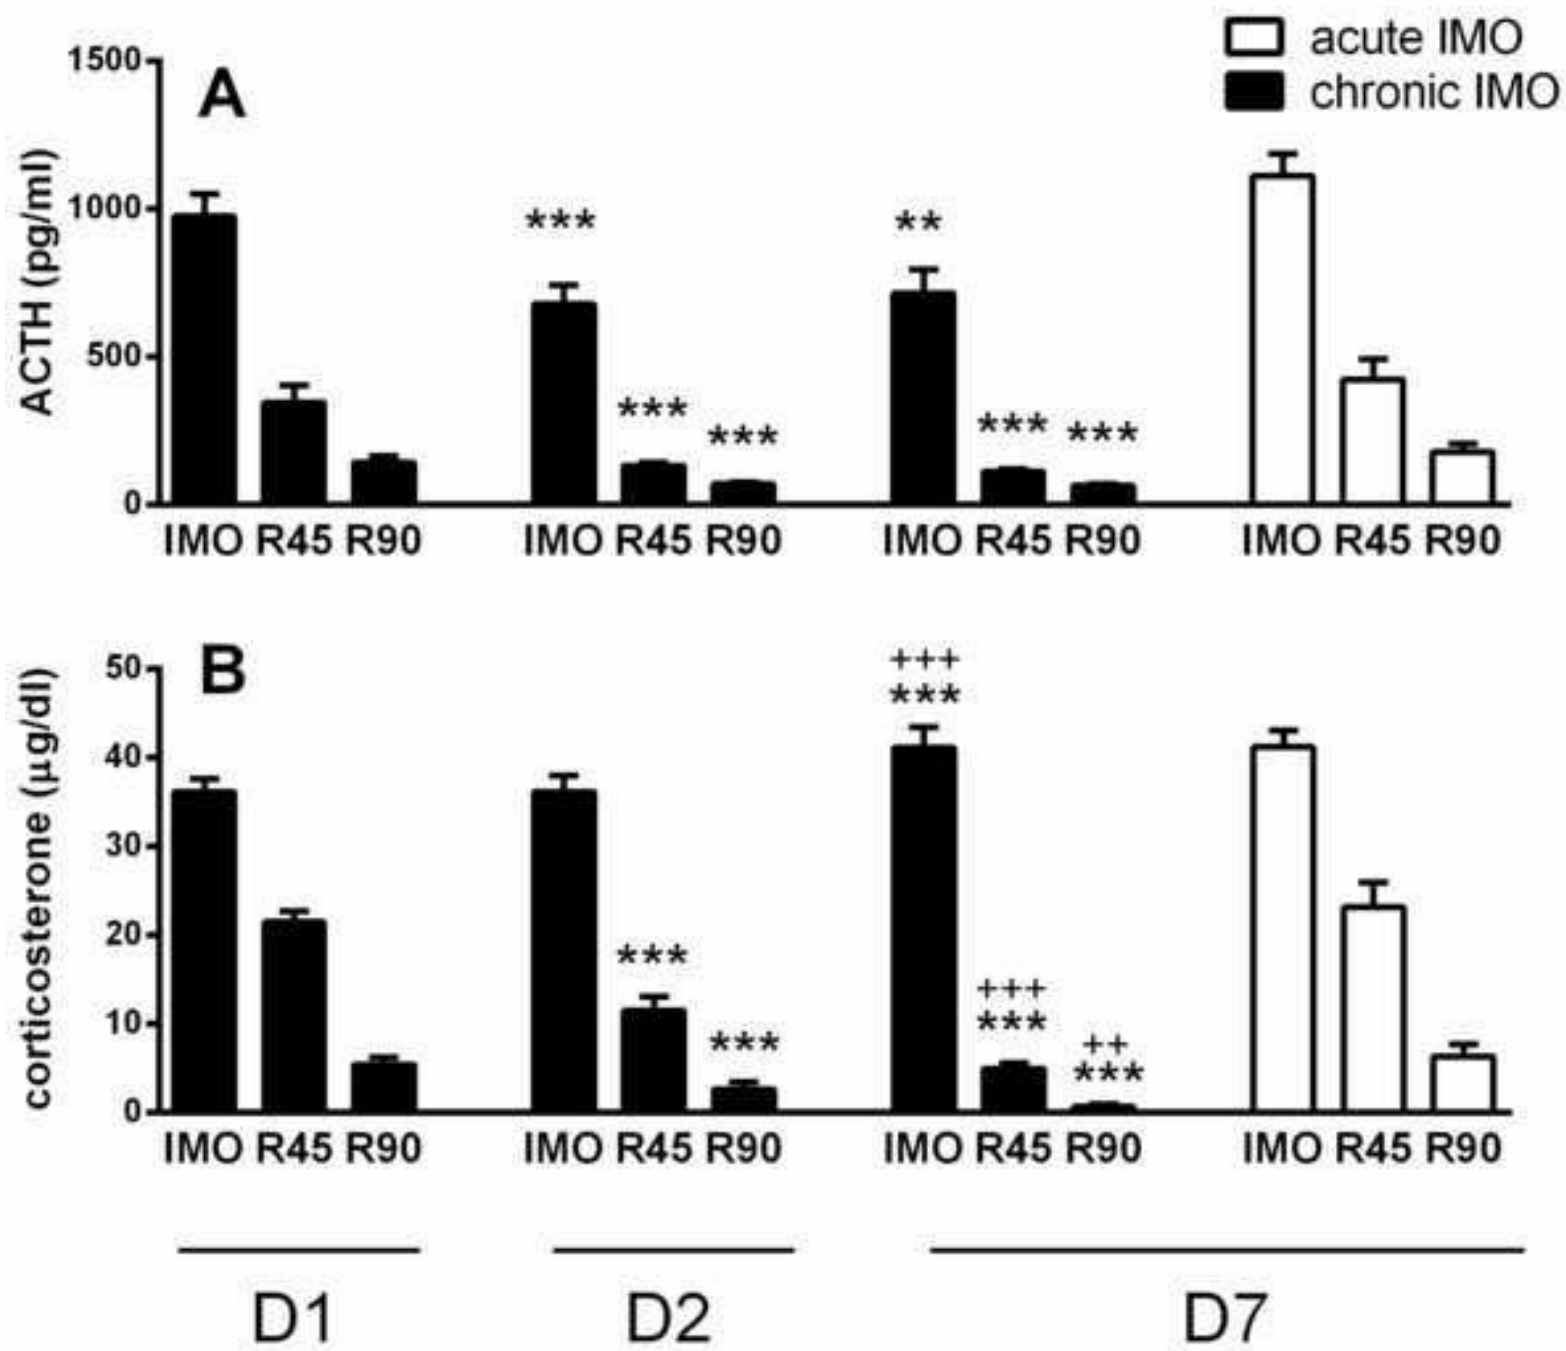 acute IMO
chronic IMO
A
ACTH (pg/ml)
1500
1000
500
0
***
**
***
***
***
***
IMO R45 R90 IMO R45 R90 IMO R45 R90 IMO R45 R90
B
corticosterone (µg/dl)
50
40
30
20
10
0
+++
***
***
+++
***
***
++
***
IMO R45 R90 IMO R45 R90 IMO R45 R90 IMO R45 R90
D1 D2 D7